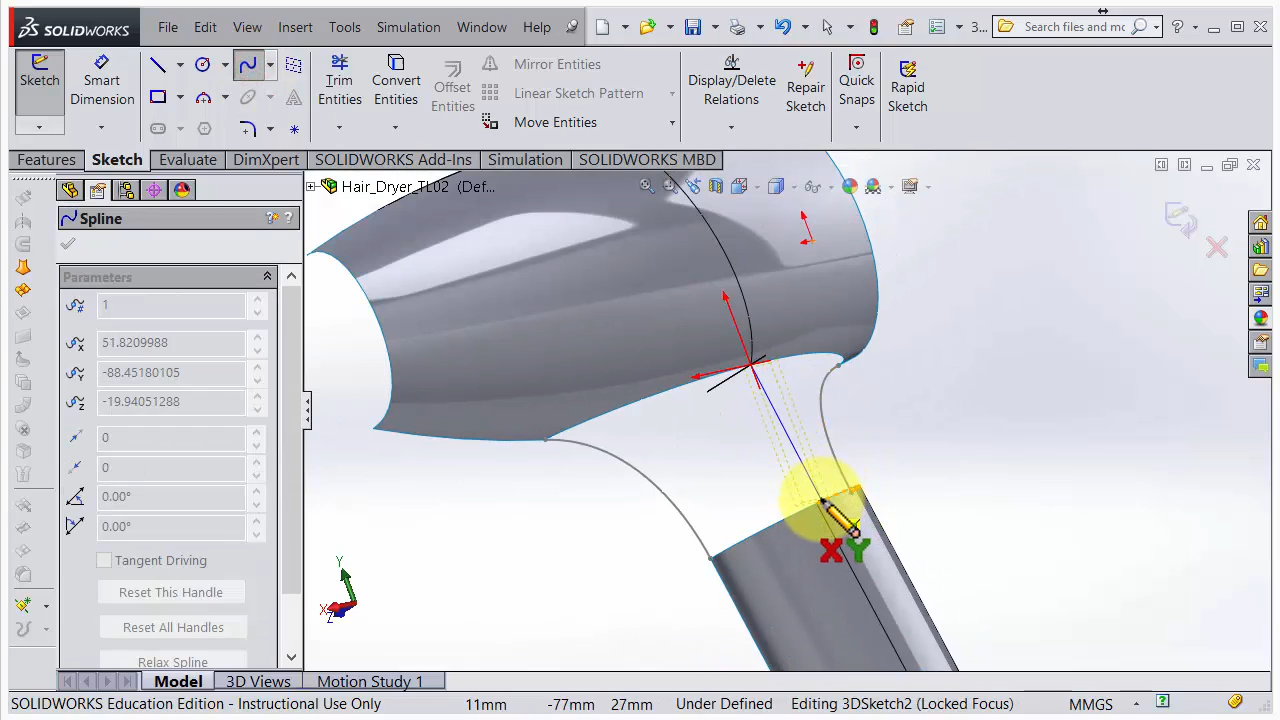 SOLIDWORKS File Edit View Insert Tools Simulation Window Help 3... Search files and mc ?
Sketch Smart Dimension Trim Entities Convert Entities Offset Entities Mirror Entities Linear Sketch Pattern Move Entities Display/Delete Relations Repair Sketch Quick Snaps Rapid Sketch
Features Sketch Evaluate DimXpert SOLIDWORKS Add-Ins Simulation SOLIDWORKS MBD
Hair_Dryer_TL02 (Def...
Spline ? ?
Parameters
1
51.8209988
-88.45180105
-19.94051288
0
0
0.00°
0.00°
Tangent Driving
Reset This Handle
Reset All Handles
Relax Spline
X Y
Y
X
Z
Model 3D Views Motion Study 1
SOLIDWORKS Education Edition - Instructional Use Only 11mm -77mm 27mm Under Defined Editing 3DSketch2 (Locked Focus) MMGS ?